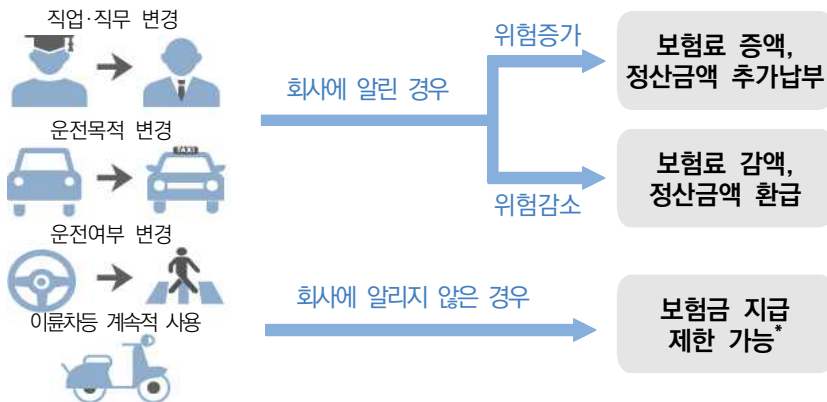 직업·직무 변경
운전목적 변경
TAXI
운전여부 변경
이륜차등 계속적 사용
회사에 알린 경우
위험증가
보험료 증액,
정산금액 추가납부
위험감소
보험료 감액,
정산금액 환급
회사에 알리지 않은 경우
보험금 지급
제한 가능*